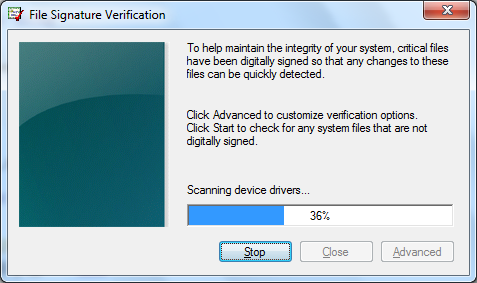 File Signature Verification
To help maintain the integrity of your system, critical files
have been digitally signed so that any changes to these
files can be quickly detected.
Click Advanced to customize verification options.
Click Start to check for any system files that are not
digitally signed.
Scanning device drivers...
36%
Stop
Close
Advanced